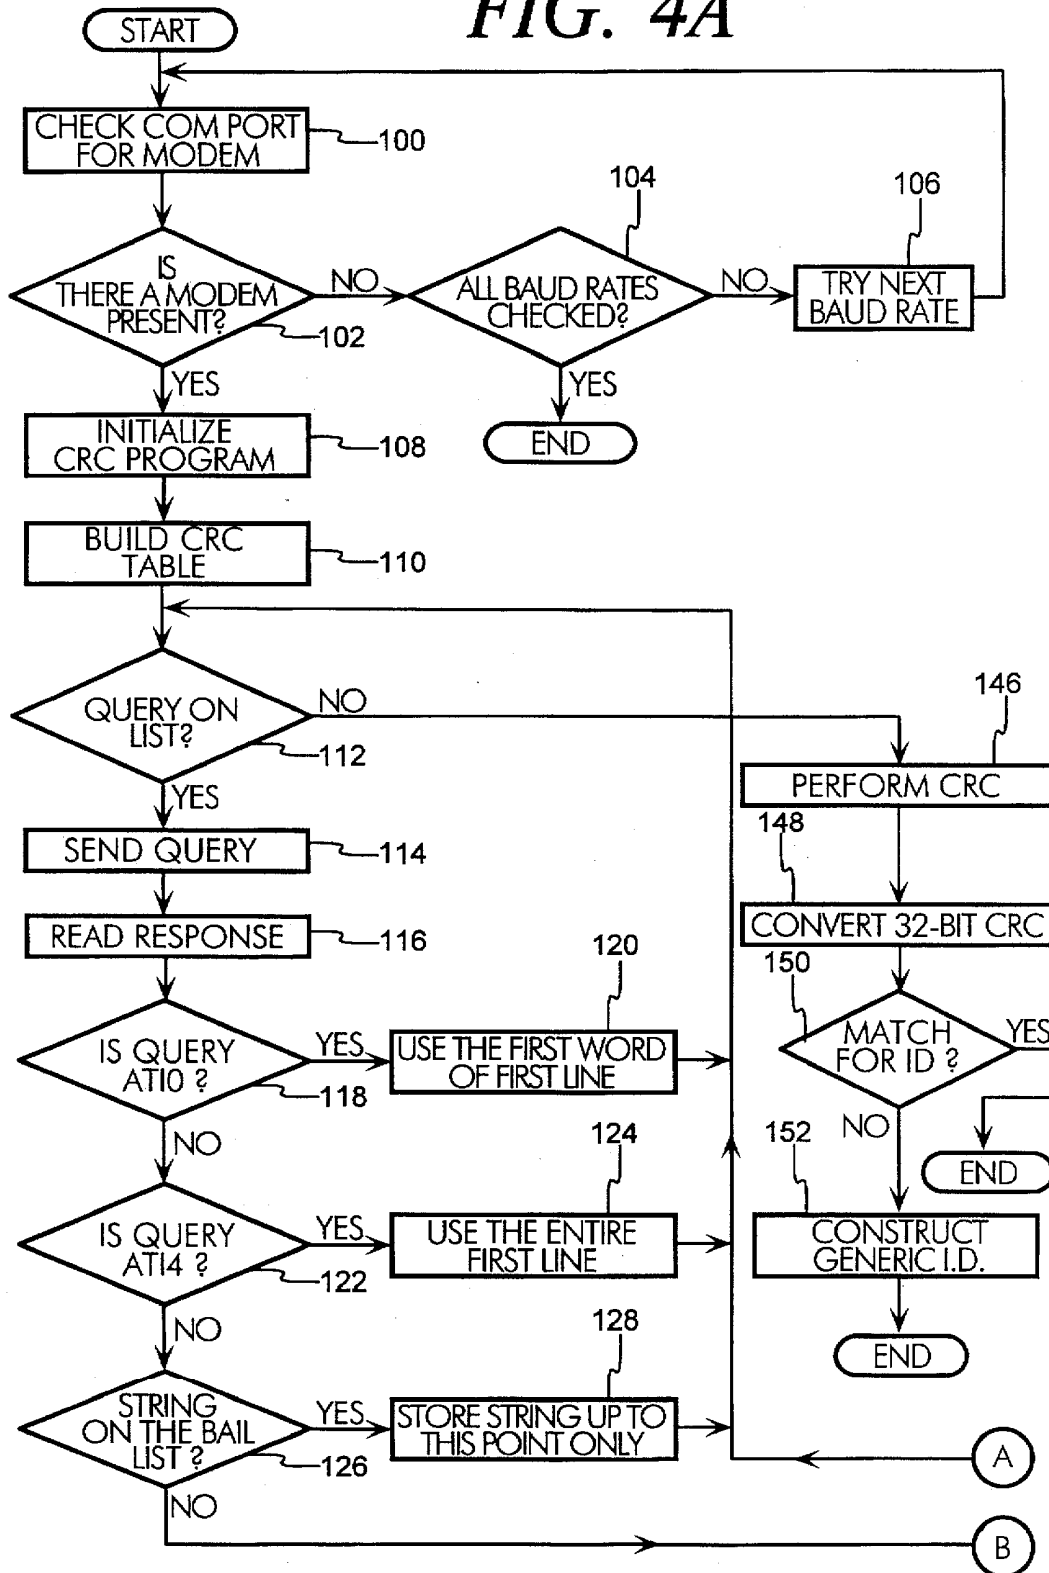 FIG. 4A
START
CHECK COM PORT
FOR MODEM
100
IS
THERE A MODEM
PRESENT?
102
NO
104
ALL BAUD RATES
CHECKED?
NO
106
TRY NEXT
BAUD RATE
YES
YES
END
INITIALIZE
CRC PROGRAM
108
BUILD CRC
TABLE
110
QUERY ON
LIST?
112
NO
146
PERFORM CRC
YES
SEND QUERY
114
148
CONVERT 32-BIT CRC
READ RESPONSE
116
150
MATCH
FOR ID ?
YES
NO
END
IS QUERY
ATI0 ?
118
YES
120
USE THE FIRST WORD
OF FIRST LINE
NO
152
CONSTRUCT
GENERIC I.D.
END
IS QUERY
ATI4 ?
122
YES
124
USE THE ENTIRE
FIRST LINE
NO
STRING
ON THE BAIL
LIST ?
126
YES
128
STORE STRING UP TO
THIS POINT ONLY
A
NO
B